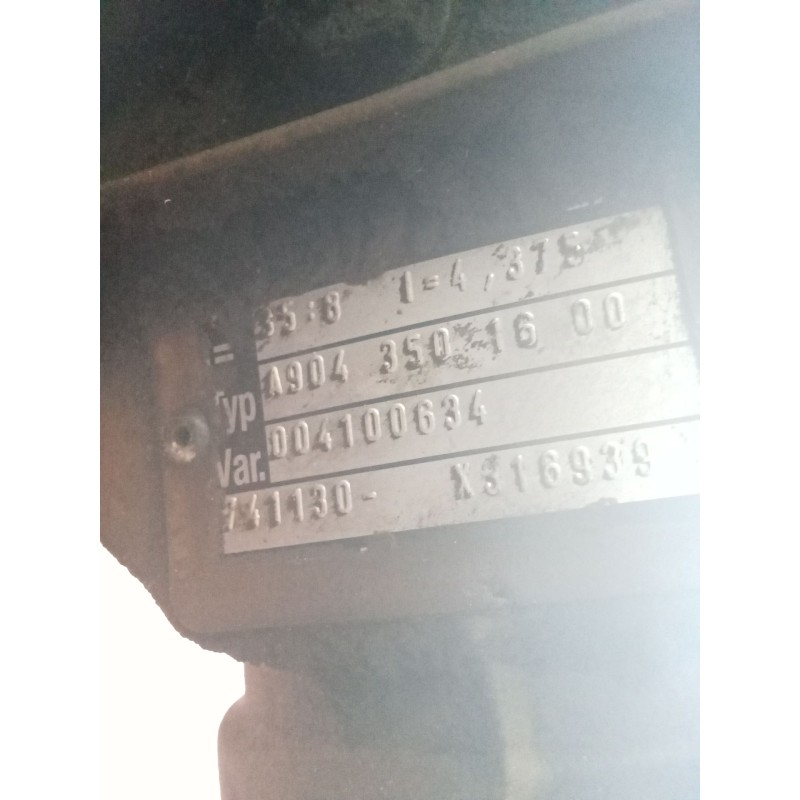 = 35:8 I=4,375
Typ A904 350 16 00
Var. 004100634
741130- X316939